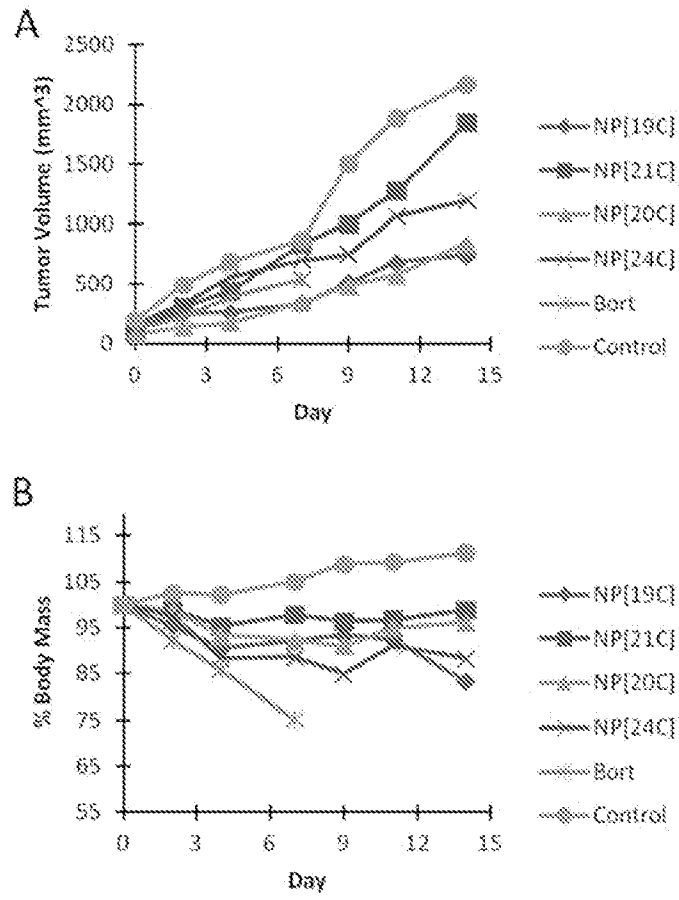 A
Tumor Volume (mm^3)
2500
2000
1500
1000
500
0
0 3 6 9 12 15
Day
NP[19C]
NP[21C]
NP[20C]
NP[24C]
Bort
Control
B
% Body Mass
115
105
95
85
75
65
55
0 3 6 9 12 15
Day
NP[19C]
NP[21C]
NP[20C]
NP[24C]
Bort
Control